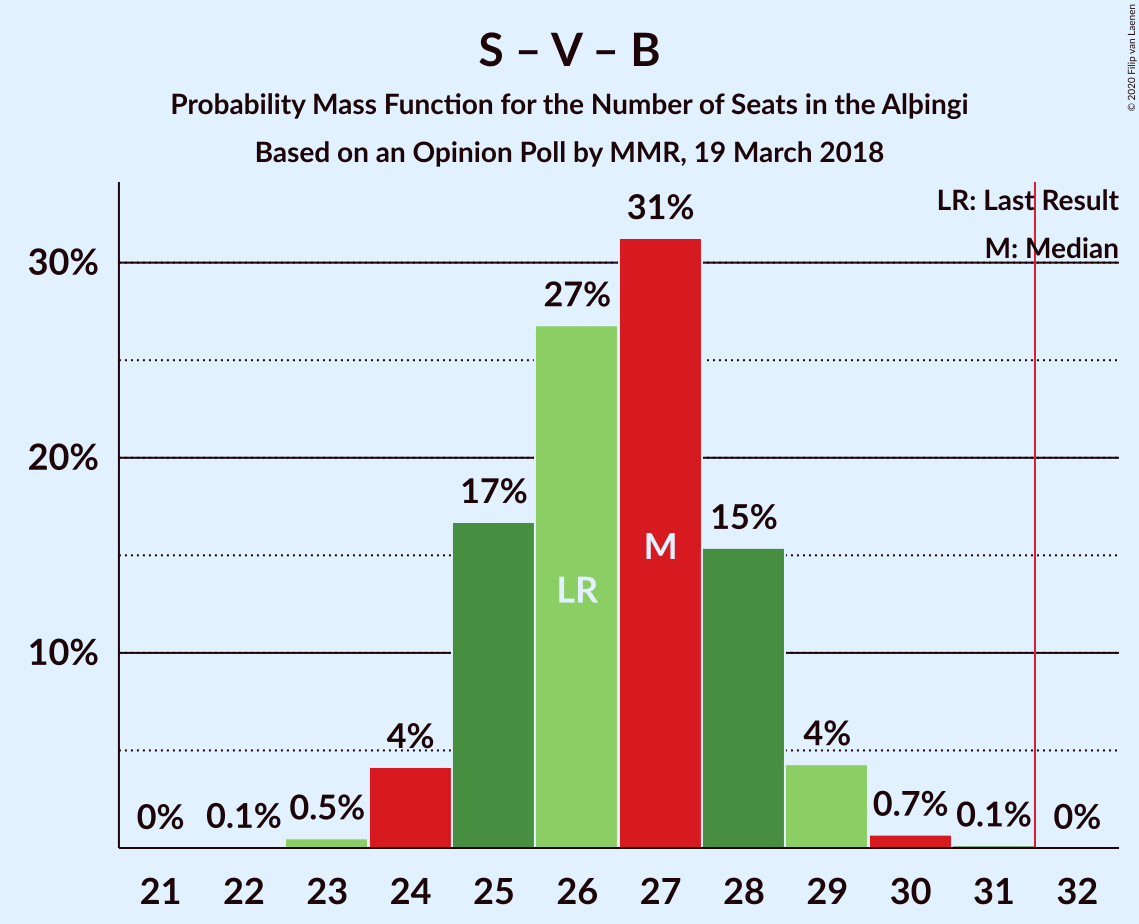 S – V – B
Probability Mass Function for the Number of Seats in the Alþingi
Based on an Opinion Poll by MMR, 19 March 2018
© 2020 Filip van Laenen
LR: Last Result
M: Median
30%
20%
10%
0%
0.1%
0.5%
4%
17%
27%
31%
15%
4%
0.7%
0.1%
0%
LR
M
21 22 23 24 25 26 27 28 29 30 31 32